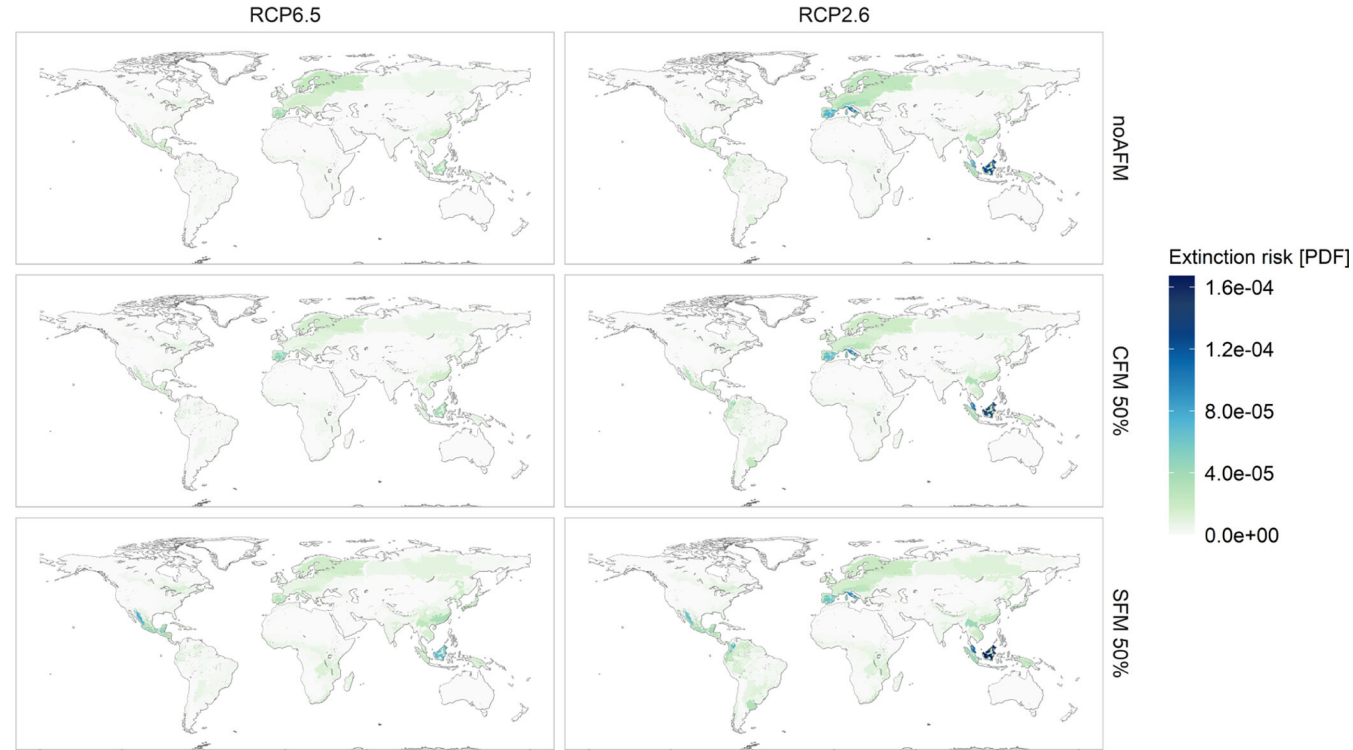 RCP6.5
RCP2.6
noAFM
CFM 50%
SFM 50%
Extinction risk [PDF]
1.6e-04
1.2e-04
8.0e-05
4.0e-05
0.0e+00